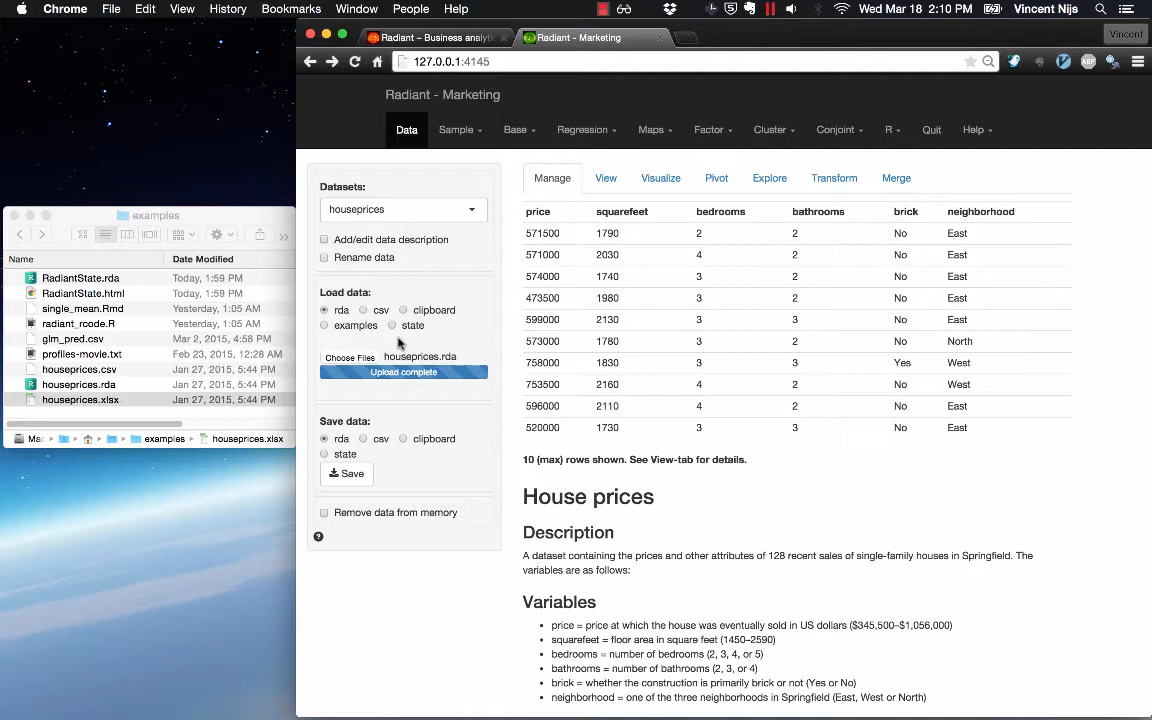 Chrome File Edit View History Bookmarks Window People Help Wed Mar 18 2:10 PM Vincent Nijs
Radiant – Business analytic
Radiant - Marketing
Vincent
127.0.0.1:4145
Radiant - Marketing
Data Sample Base Regression Maps Factor Cluster Conjoint R Quit Help
examples
Name Date Modified
RadiantState.rda Today, 1:59 PM
RadiantState.html Today, 1:59 PM
single_mean.Rmd Yesterday, 1:05 AM
radiant_rcode.R Yesterday, 1:05 AM
glm_pred.csv Mar 2, 2015, 4:58 PM
profiles-movie.txt Feb 23, 2015, 12:28 AM
houseprices.csv Jan 27, 2015, 5:44 PM
houseprices.rda Jan 27, 2015, 5:44 PM
houseprices.xlsx Jan 27, 2015, 5:44 PM
Mac examples houseprices.xlsx
Datasets:
houseprices
Add/edit data description
Rename data
Load data:
rda csv clipboard
examples state
Choose Files houseprices.rda
Upload complete
Save data:
rda csv clipboard
state
Save
Remove data from memory
?
Manage View Visualize Pivot Explore Transform Merge
price squarefeet bedrooms bathrooms brick neighborhood
571500 1790 2 2 No East
571000 2030 4 2 No East
574000 1740 3 2 No East
473500 1980 3 2 No East
599000 2130 3 3 No East
573000 1780 3 2 No North
758000 1830 3 3 Yes West
753500 2160 4 2 No West
596000 2110 4 2 No East
520000 1730 3 3 No East
10 (max) rows shown. See View-tab for details.
House prices
Description
A dataset containing the prices and other attributes of 128 recent sales of single-family houses in Springfield. The
variables are as follows:
Variables
• price = price at which the house was eventually sold in US dollars ($345,500–$1,056,000)
• squarefeet = floor area in square feet (1450–2590)
• bedrooms = number of bedrooms (2, 3, 4, or 5)
• bathrooms = number of bathrooms (2, 3, or 4)
• brick = whether the construction is primarily brick or not (Yes or No)
• neighborhood = one of the three neighborhoods in Springfield (East, West or North)